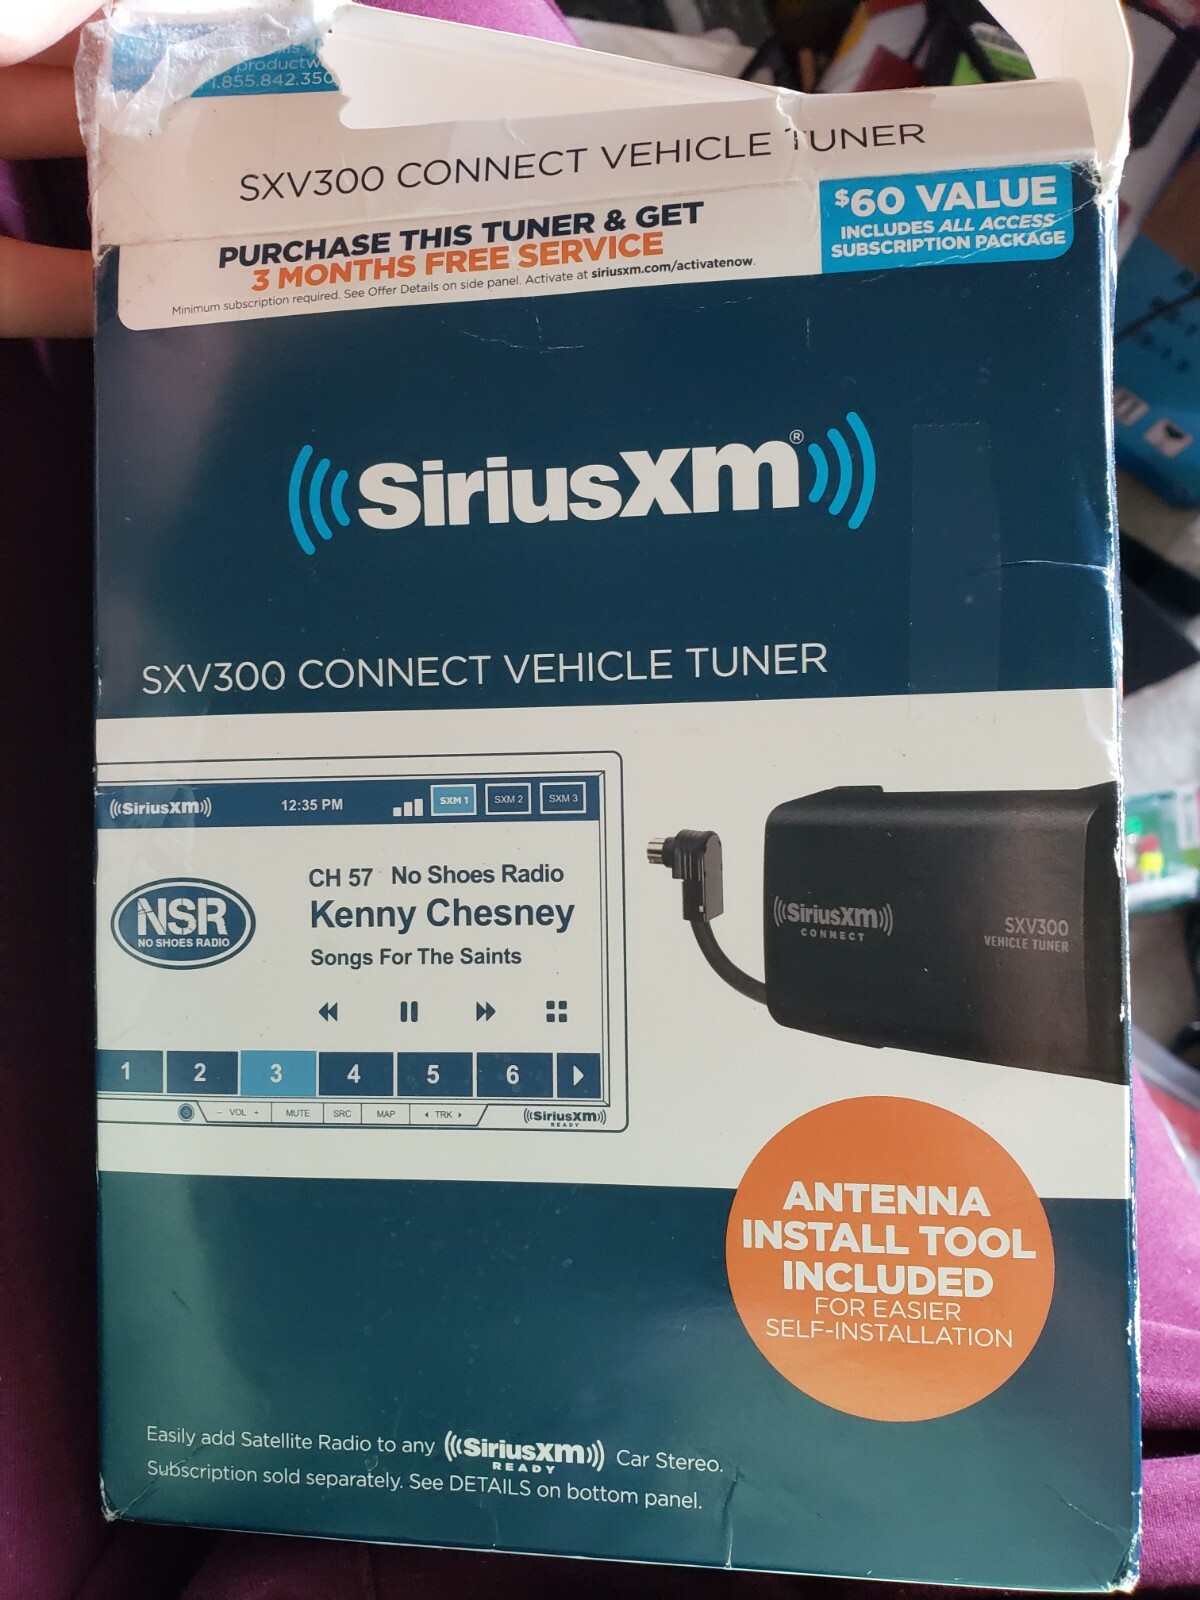 productw
1.855.842.350
SXV300 CONNECT VEHICLE TUNER
PURCHASE THIS TUNER & GET
3 MONTHS FREE SERVICE
Minimum subscription required. See Offer Details on side panel. Activate at siriusxm.com/activatenow.
$60 VALUE
INCLUDES ALL ACCESS
SUBSCRIPTION PACKAGE
SiriusXm®
SXV300 CONNECT VEHICLE TUNER
SiriusXm
12:35 PM
SXM 1
SXM 2
SXM 3
NSR
NO SHOES RADIO
CH 57 No Shoes Radio
Kenny Chesney
Songs For The Saints
1 2 3 4 5 6
- VOL + MUTE SRC MAP TRK
SiriusXm
READY
SiriusXm
CONNECT
SXV300
VEHICLE TUNER
ANTENNA
INSTALL TOOL
INCLUDED
FOR EASIER
SELF-INSTALLATION
Easily add Satellite Radio to any SiriusXm READY Car Stereo.
Subscription sold separately. See DETAILS on bottom panel.